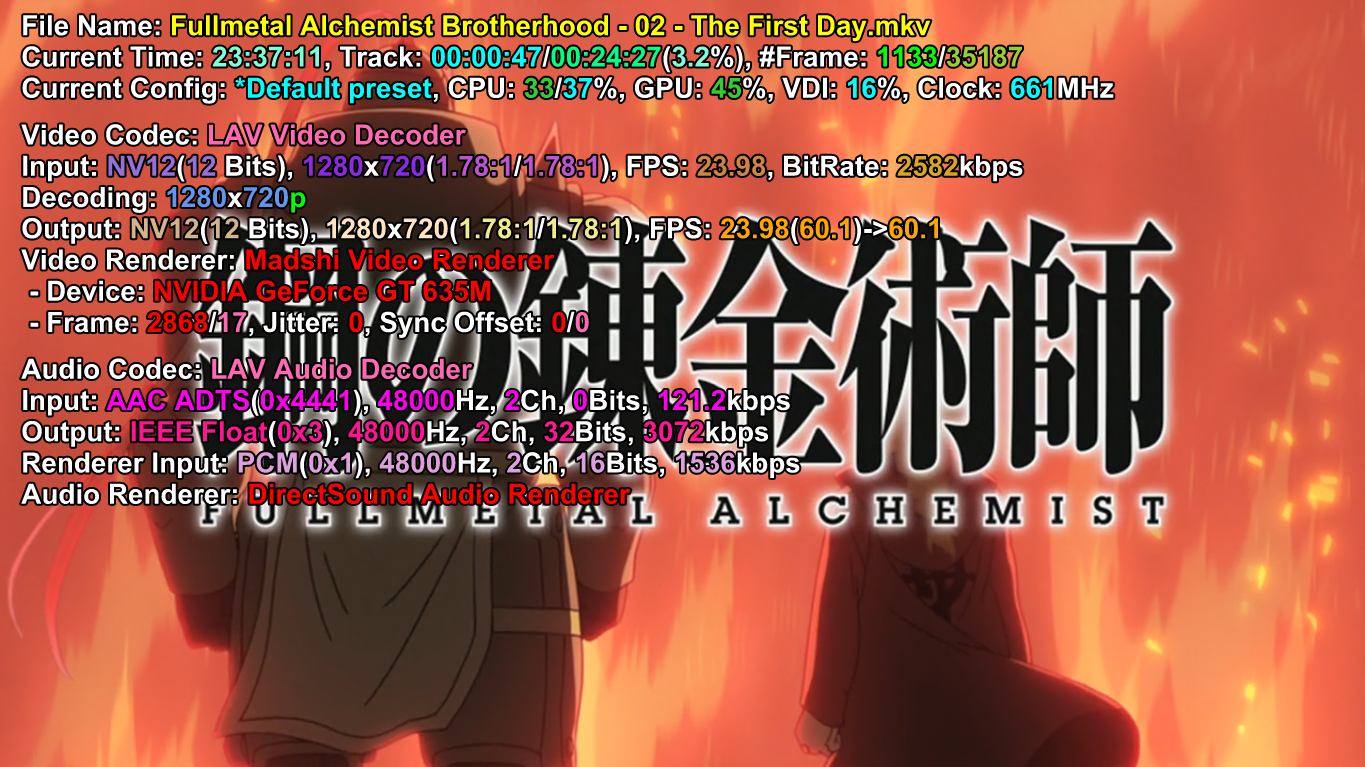 File Name: Fullmetal Alchemist Brotherhood - 02 - The First Day.mkv
Current Time: 23:37:11, Track: 00:00:47/00:24:27(3.2%), #Frame: 1133/35187
Current Config: *Default preset, CPU: 33/37%, GPU: 45%, VDI: 16%, Clock: 661MHz
Video Codec: LAV Video Decoder
Input: NV12(12 Bits), 1280x720(1.78:1/1.78:1), FPS: 23.98, BitRate: 2582kbps
Decoding: 1280x720p
Output: NV12(12 Bits), 1280x720(1.78:1/1.78:1), FPS: 23.98(60.1)->60.1
Video Renderer: Madshi Video Renderer
- Device: NVIDIA GeForce GT 635M
- Frame: 2868/17, Jitter: 0, Sync Offset: 0/0
Audio Codec: LAV Audio Decoder
Input: AAC ADTS(0x4441), 48000Hz, 2Ch, 0Bits, 121.2kbps
Output: IEEE Float(0x3), 48000Hz, 2Ch, 32Bits, 3072kbps
Renderer Input: PCM(0x1), 48000Hz, 2Ch, 16Bits, 1536kbps
Audio Renderer: DirectSound Audio Renderer
鋼の錬金術師
FULLMETAL ALCHEMIST